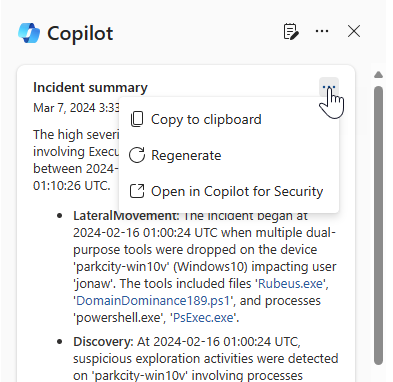 Copilot
Incident summary
Mar 7, 2024 3:33
The high severi
involving Execu
between 2024-
01:10:26 UTC.
Copy to clipboard
Regenerate
Open in Copilot for Security
• LateralMovement: The incident began at
2024-02-16 01:00:24 UTC when multiple dual-
purpose tools were dropped on the device
'parkcity-win10v' (Windows10) impacting user
'jonaw'. The tools included files 'Rubeus.exe',
'DomainDominance189.ps1', and processes
'powershell.exe', 'PsExec.exe'.
• Discovery: At 2024-02-16 01:00:24 UTC,
suspicious exploration activities were detected
on 'parkcity-win10v' involving processes